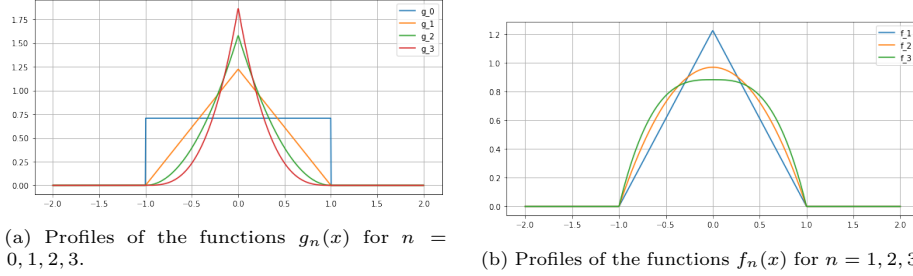 g_0
g_1
g_2
g_3
1.75
1.50
1.25
1.00
0.75
0.50
0.25
0.00
−2.0 −1.5 −1.0 −0.5 0.0 0.5 1.0 1.5 2.0
(a) Profiles of the functions gₙ(x) for n =
0, 1, 2, 3.
f_1
f_2
f_3
1.2
1.0
0.8
0.6
0.4
0.2
0.0
−2.0 −1.5 −1.0 −0.5 0.0 0.5 1.0 1.5 2.0
(b) Profiles of the functions fₙ(x) for n = 1, 2, 3